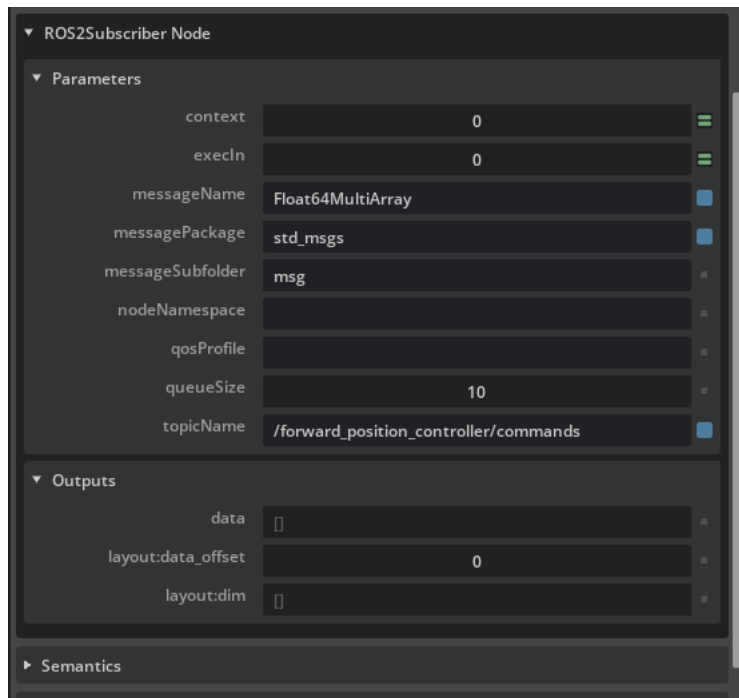 ROS2Subscriber Node
Parameters
context 0
execIn 0
messageName Float64MultiArray
messagePackage std_msgs
messageSubfolder msg
nodeNamespace
qosProfile
queueSize 10
topicName /forward_position_controller/commands
Outputs
data []
layout:data_offset 0
layout:dim []
Semantics